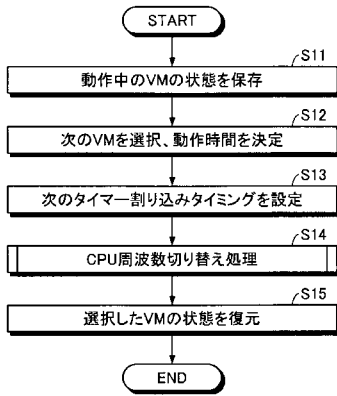 START
S11
動作中のVMの状態を保存
S12
次のVMを選択、動作時間を決定
S13
次のタイマー割り込みタイミングを設定
S14
CPU周波数切り替え処理
S15
選択したVMの状態を復元
END